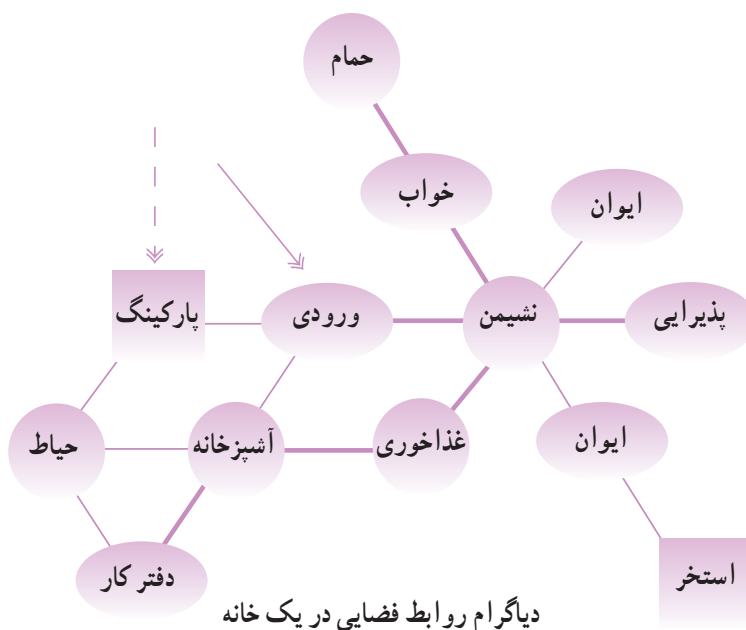 حمام
خواب
ایوان
پذیرایی
نشیمن
ورودی
پارکینگ
ایوان
غذاخوری
آشپزخانه
حیاط
استخر
دفتر کار
دیاگرام روابط فضایی در یک خانه